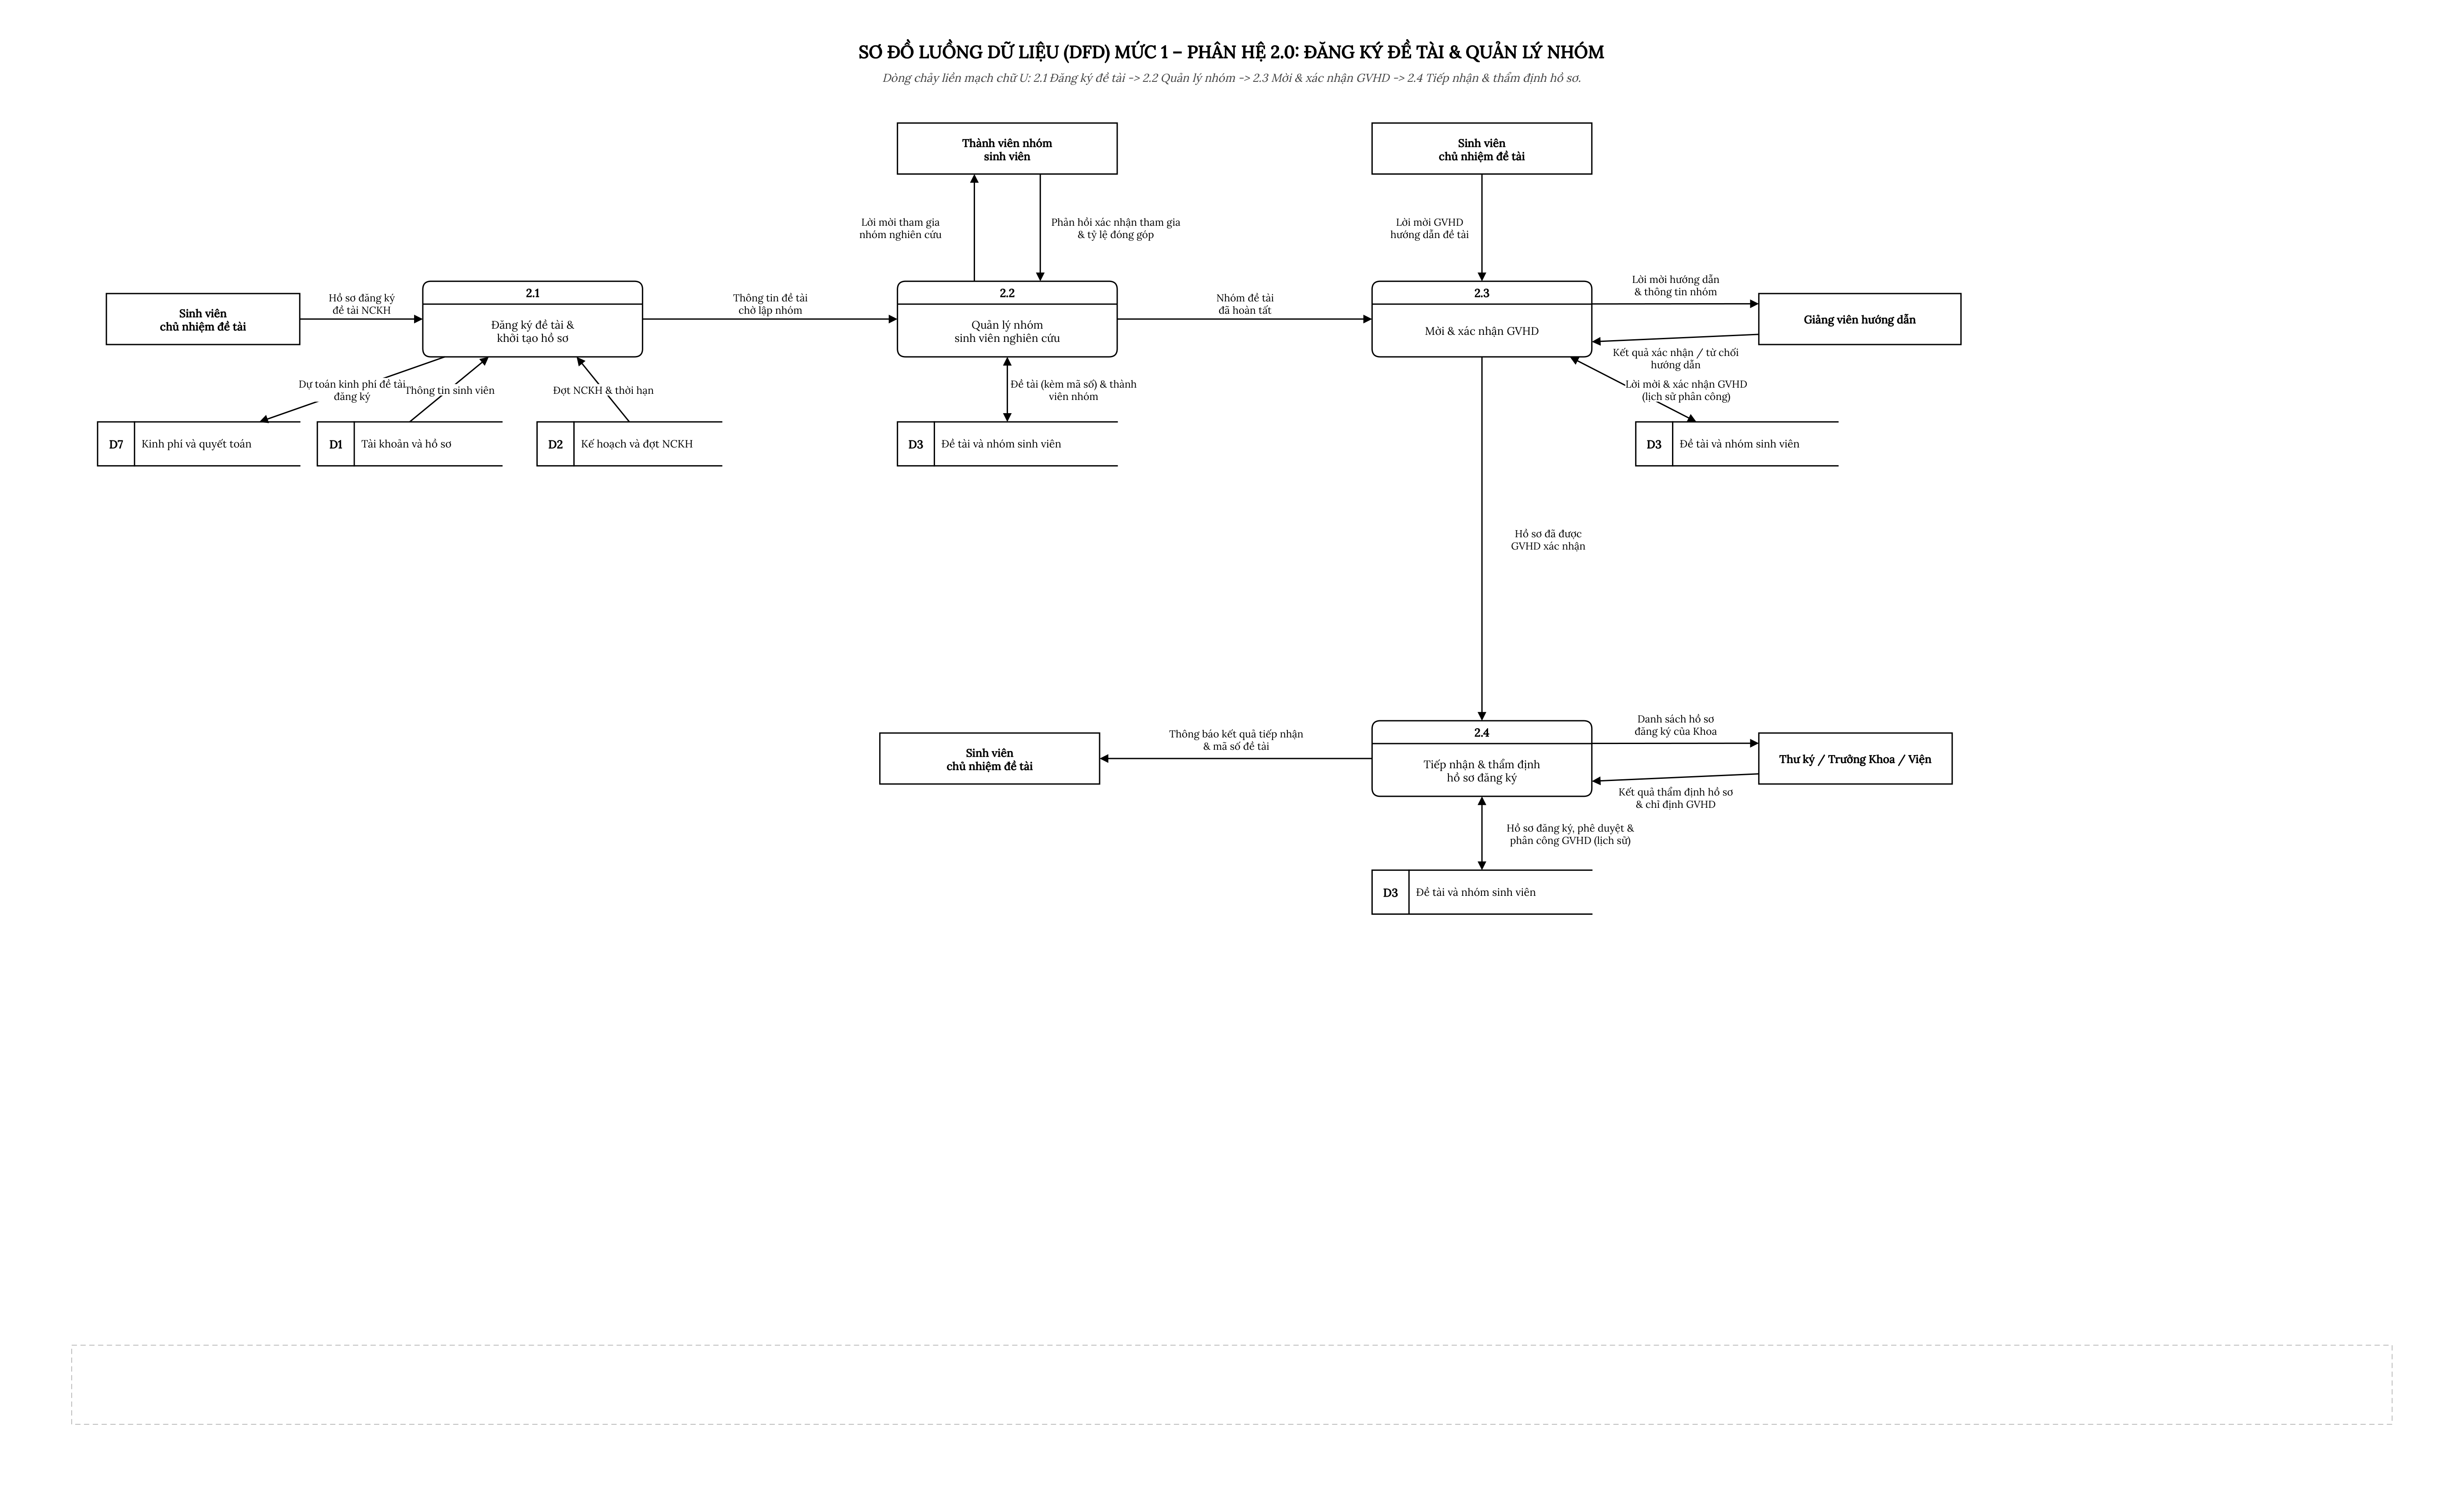 SƠ ĐỒ LUỒNG DỮ LIỆU (DFD) MỨC 1 – PHÂN HỆ 2.0: ĐĂNG KÝ ĐỀ TÀI & QUẢN LÝ NHÓM
Dòng chảy liền mạch chữ U: 2.1 Đăng ký đề tài -> 2.2 Quản lý nhóm -> 2.3 Mời & xác nhận GVHD -> 2.4 Tiếp nhận & thẩm định hồ sơ.
Thành viên nhóm
sinh viên
Sinh viên
chủ nhiệm đề tài
Lời mời tham gia
nhóm nghiên cứu
Phản hồi xác nhận tham gia
& tỷ lệ đóng góp
Lời mời GVHD
hướng dẫn đề tài
Sinh viên
chủ nhiệm đề tài
Hồ sơ đăng ký
đề tài NCKH
2.1
Đăng ký đề tài &
khởi tạo hồ sơ
Thông tin đề tài
chờ lập nhóm
2.2
Quản lý nhóm
sinh viên nghiên cứu
Nhóm đề tài
đã hoàn tất
2.3
Mời & xác nhận GVHD
Lời mời hướng dẫn
& thông tin nhóm
Giảng viên hướng dẫn
Kết quả xác nhận / từ chối
hướng dẫn
Dự toán kinh phí đề tài
đăng ký
Thông tin sinh viên
Đợt NCKH & thời hạn
Đề tài (kèm mã số) & thành
viên nhóm
Lời mời & xác nhận GVHD
(lịch sử phân công)
D7
Kinh phí và quyết toán
D1
Tài khoản và hồ sơ
D2
Kế hoạch và đợt NCKH
D3
Đề tài và nhóm sinh viên
D3
Đề tài và nhóm sinh viên
Hồ sơ đã được
GVHD xác nhận
Sinh viên
chủ nhiệm đề tài
Thông báo kết quả tiếp nhận
& mã số đề tài
2.4
Tiếp nhận & thẩm định
hồ sơ đăng ký
Danh sách hồ sơ
đăng ký của Khoa
Thư ký / Trưởng Khoa / Viện
Kết quả thẩm định hồ sơ
& chỉ định GVHD
Hồ sơ đăng ký, phê duyệt &
phân công GVHD (lịch sử)
D3
Đề tài và nhóm sinh viên